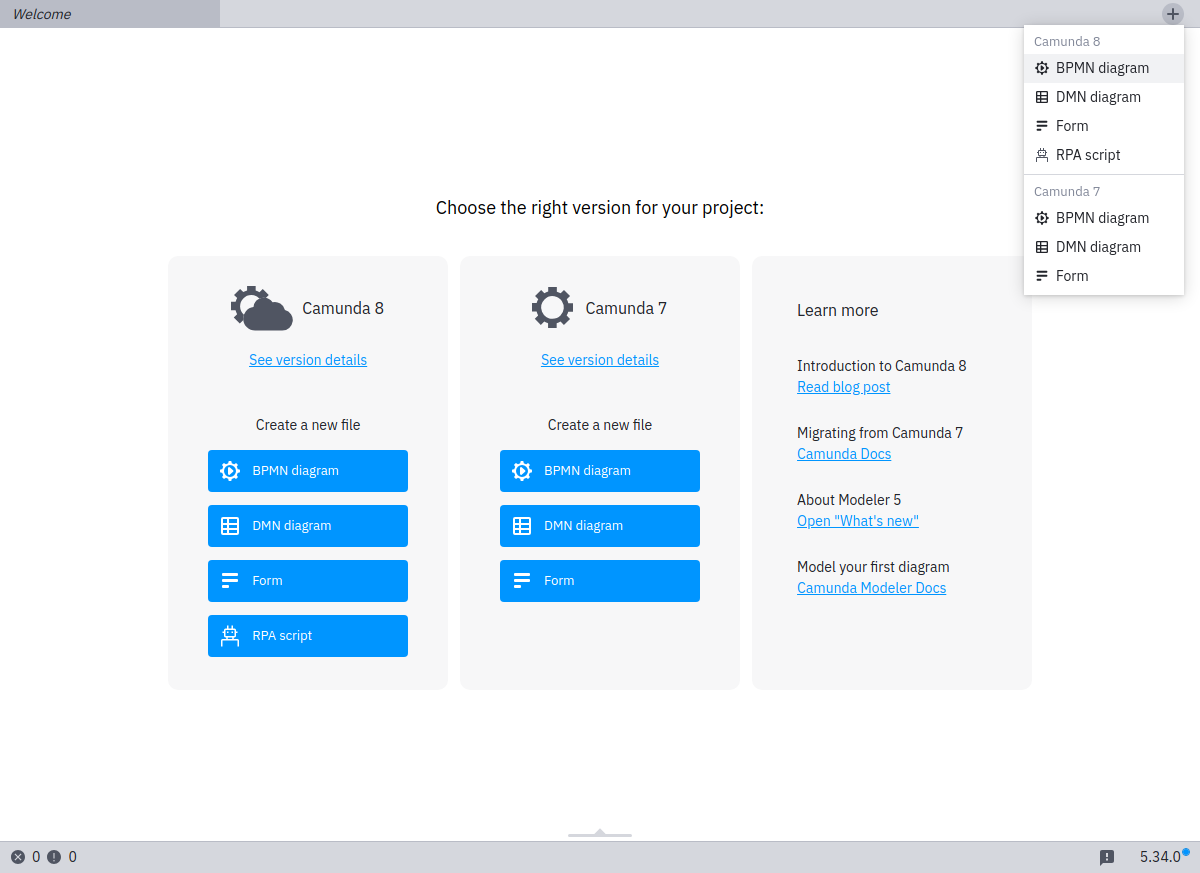 Welcome
Camunda 8
BPMN diagram
DMN diagram
Form
RPA script
Camunda 7
BPMN diagram
DMN diagram
Form
Choose the right version for your project:
Camunda 8
See version details
Create a new file
BPMN diagram
DMN diagram
Form
RPA script
Camunda 7
See version details
Create a new file
BPMN diagram
DMN diagram
Form
Learn more
Introduction to Camunda 8
Read blog post
Migrating from Camunda 7
Camunda Docs
About Modeler 5
Open "What's new"
Model your first diagram
Camunda Modeler Docs
0 0 5.34.0